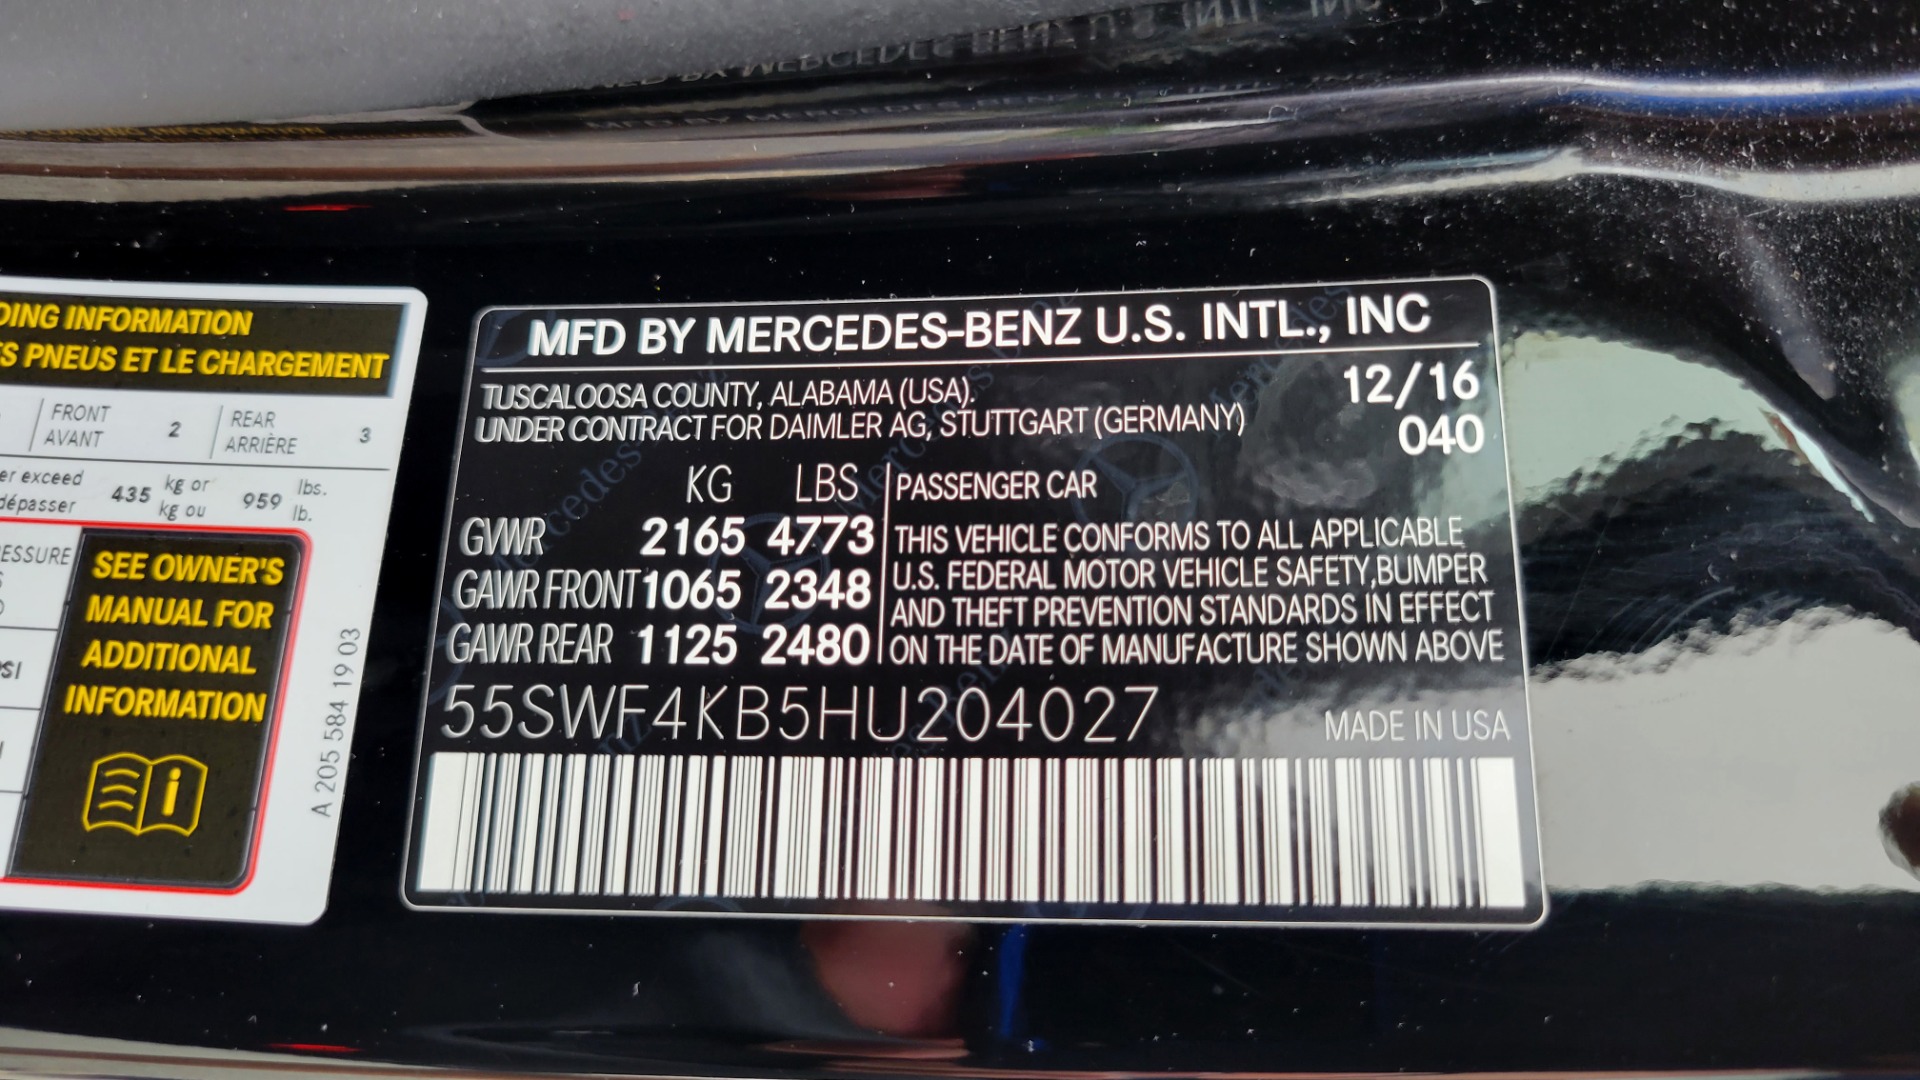 DING INFORMATION
S PNEUS ET LE CHARGEMENT
FRONT
AVANT
2
REAR
ARRIÈRE
3
er exceed
dépasser
435
kg or
kg ou
959
lbs.
lb.
ESSURE
SI
SEE OWNER'S
MANUAL FOR
ADDITIONAL
INFORMATION
A 205 584 19 03
MFD BY MERCEDES-BENZ U.S. INTL., INC
TUSCALOOSA COUNTY, ALABAMA (USA).
UNDER CONTRACT FOR DAIMLER AG, STUTTGART (GERMANY)
12/16
040
KG LBS
GVWR 2165 4773
GAWR FRONT 1065 2348
GAWR REAR 1125 2480
PASSENGER CAR
THIS VEHICLE CONFORMS TO ALL APPLICABLE
U.S. FEDERAL MOTOR VEHICLE SAFETY,BUMPER
AND THEFT PREVENTION STANDARDS IN EFFECT
ON THE DATE OF MANUFACTURE SHOWN ABOVE
55SWF4KB5HU204027
MADE IN USA